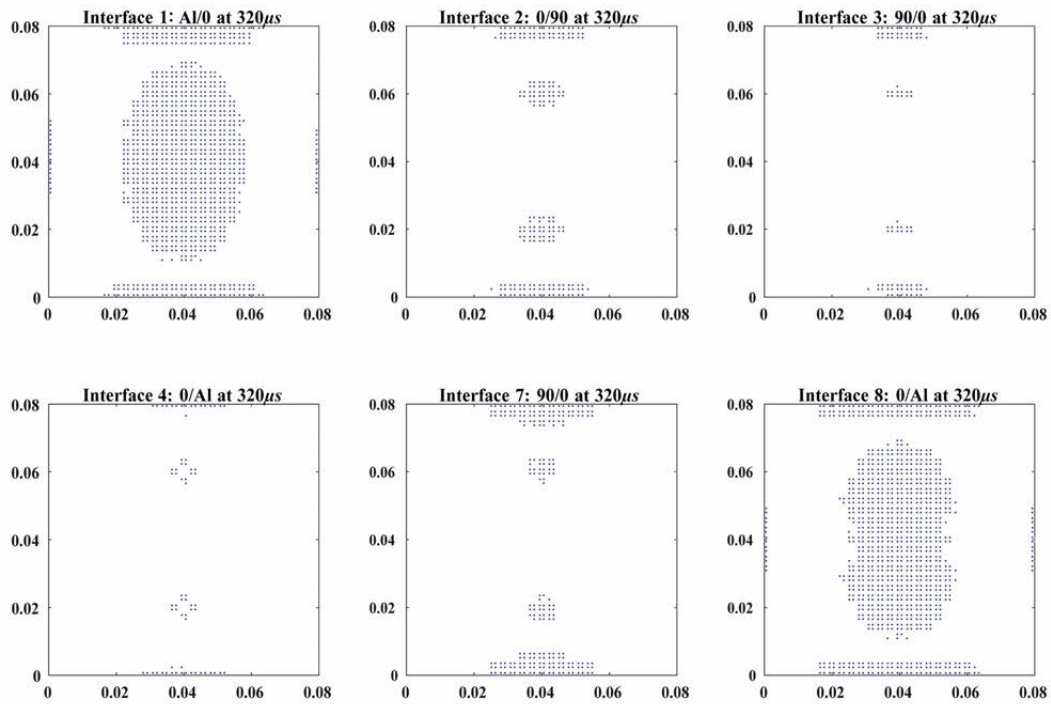 Interface 1: Al/0 at 320μs
Interface 2: 0/90 at 320μs
Interface 3: 90/0 at 320μs
0.08 0.08 0.08
0.06 0.06 0.06
0.04 0.04 0.04
0.02 0.02 0.02
0 0 0
0 0.02 0.04 0.06 0.08 0 0.02 0.04 0.06 0.08 0 0.02 0.04 0.06 0.08
Interface 4: 0/Al at 320μs
Interface 7: 90/0 at 320μs
Interface 8: 0/Al at 320μs
0.08 0.08 0.08
0.06 0.06 0.06
0.04 0.04 0.04
0.02 0.02 0.02
0 0 0
0 0.02 0.04 0.06 0.08 0 0.02 0.04 0.06 0.08 0 0.02 0.04 0.06 0.08